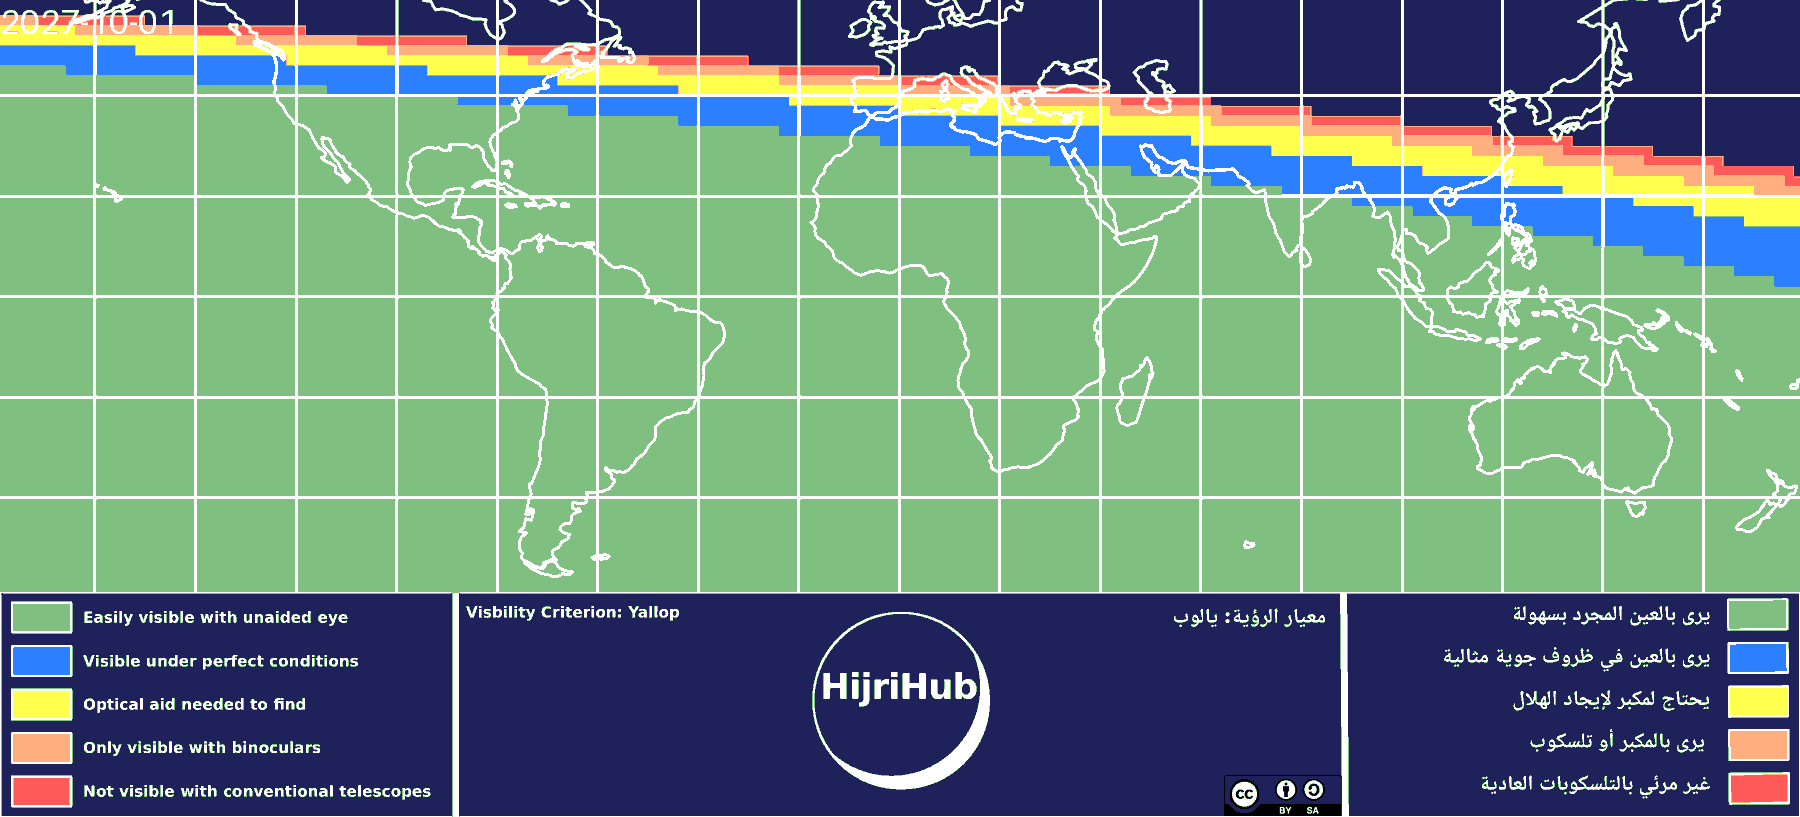 2027-10-01
Easily visible with unaided eye
Visible under perfect conditions
Optical aid needed to find
Only visible with binoculars
Not visible with conventional telescopes
Visbility Criterion: Yallop
معيار الرؤية: يالوب
HijriHub
cc
BY SA
يرى بالعين المجرد بسهولة
يرى بالعين في ظروف جوية مثالية
يحتاج لمكبر لإيجاد الهلال
يرى بالمكبر أو تلسكوب
غير مرئي بالتلسكوبات العادية